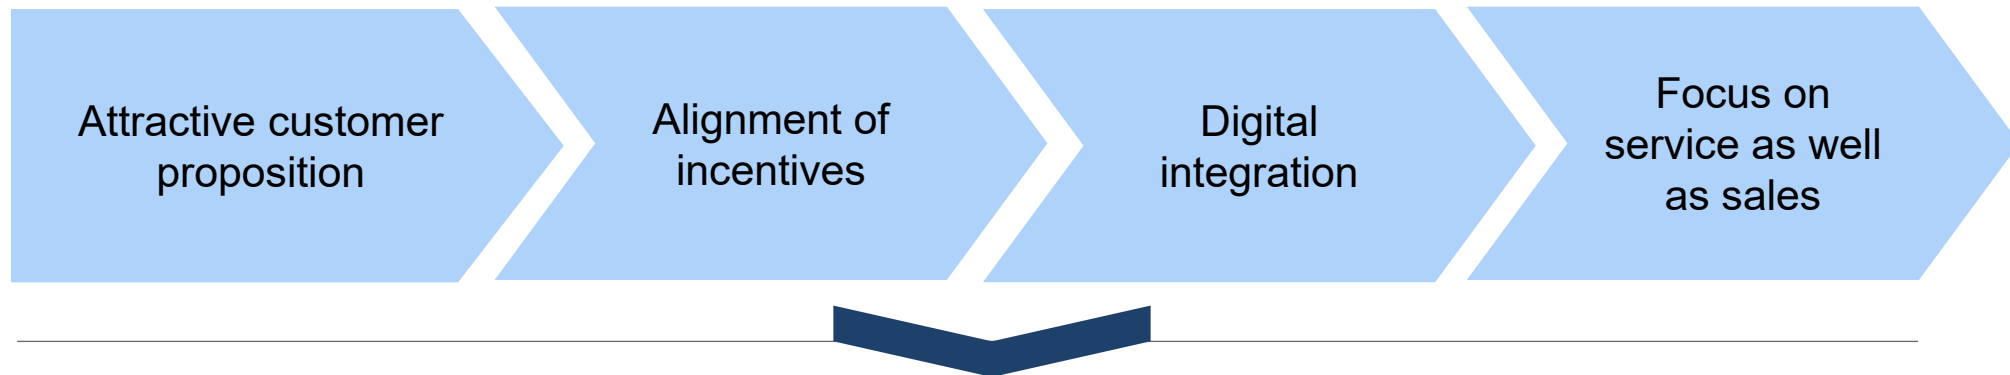 Attractive customer
proposition
Alignment of
incentives
Digital
integration
Focus on
service as well
as sales